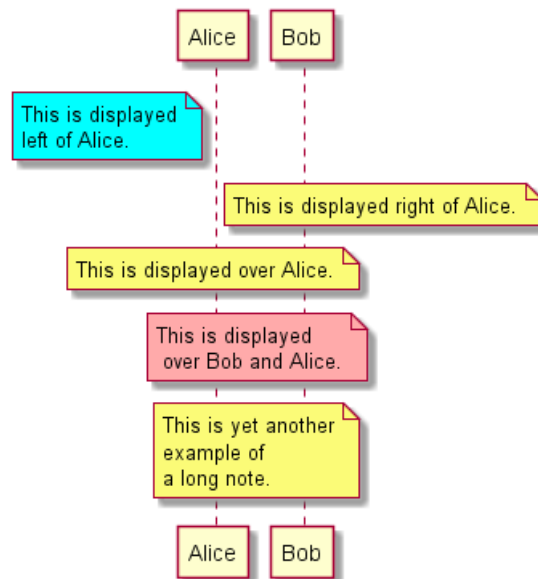 Alice
Bob
This is displayed
left of Alice.
This is displayed right of Alice.
This is displayed over Alice.
This is displayed
over Bob and Alice.
This is yet another
example of
a long note.
Alice
Bob